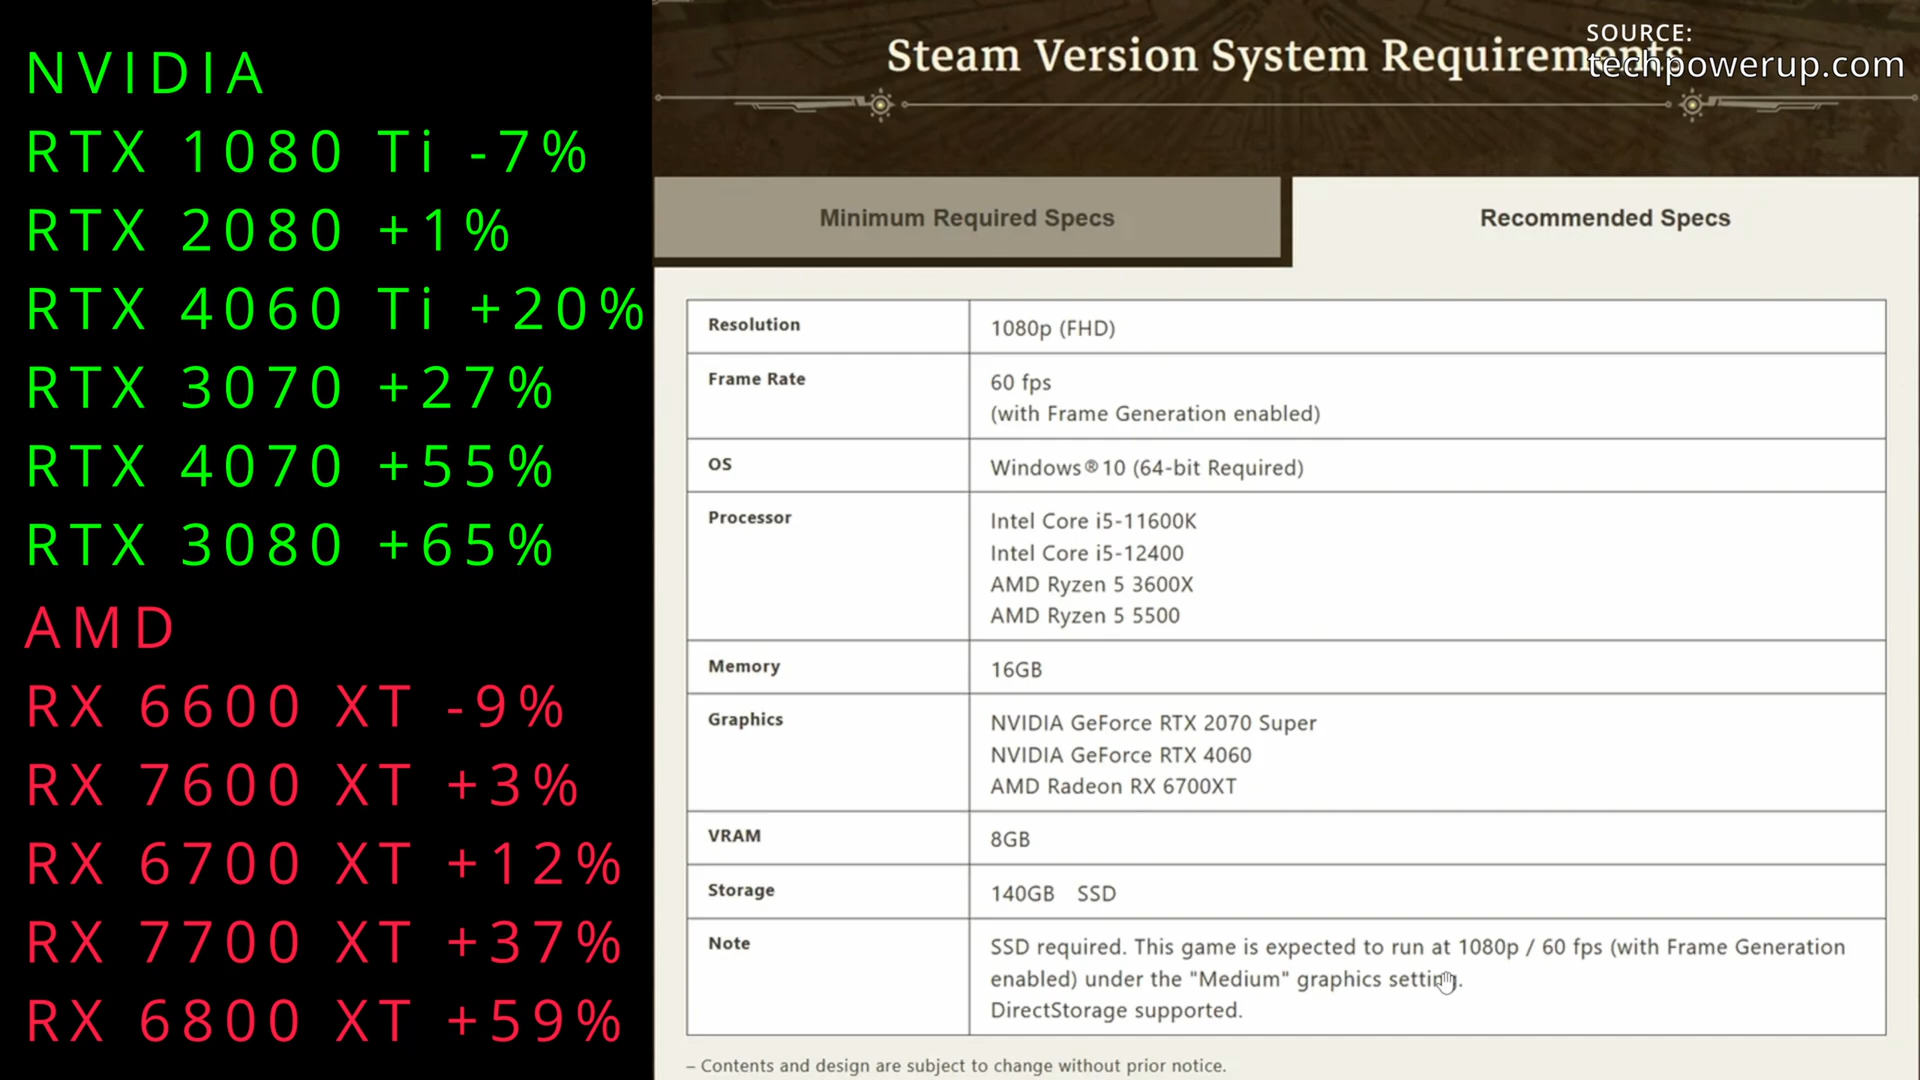 NVIDIA
RTX 1080 Ti -7%
RTX 2080 +1%
RTX 4060 Ti +20%
RTX 3070 +27%
RTX 4070 +55%
RTX 3080 +65%
AMD
RX 6600 XT -9%
RX 7600 XT +3%
RX 6700 XT +12%
RX 7700 XT +37%
RX 6800 XT +59%
SOURCE:
techpowerup.com
Steam Version System Requirements
Minimum Required Specs
Recommended Specs
Resolution
1080p (FHD)
Frame Rate
60 fps
(with Frame Generation enabled)
OS
Windows®10 (64-bit Required)
Processor
Intel Core i5-11600K
Intel Core i5-12400
AMD Ryzen 5 3600X
AMD Ryzen 5 5500
Memory
16GB
Graphics
NVIDIA GeForce RTX 2070 Super
NVIDIA GeForce RTX 4060
AMD Radeon RX 6700XT
VRAM
8GB
Storage
140GB SSD
Note
SSD required. This game is expected to run at 1080p / 60 fps (with Frame Generation
enabled) under the "Medium" graphics setting.
DirectStorage supported.
– Contents and design are subject to change without prior notice.